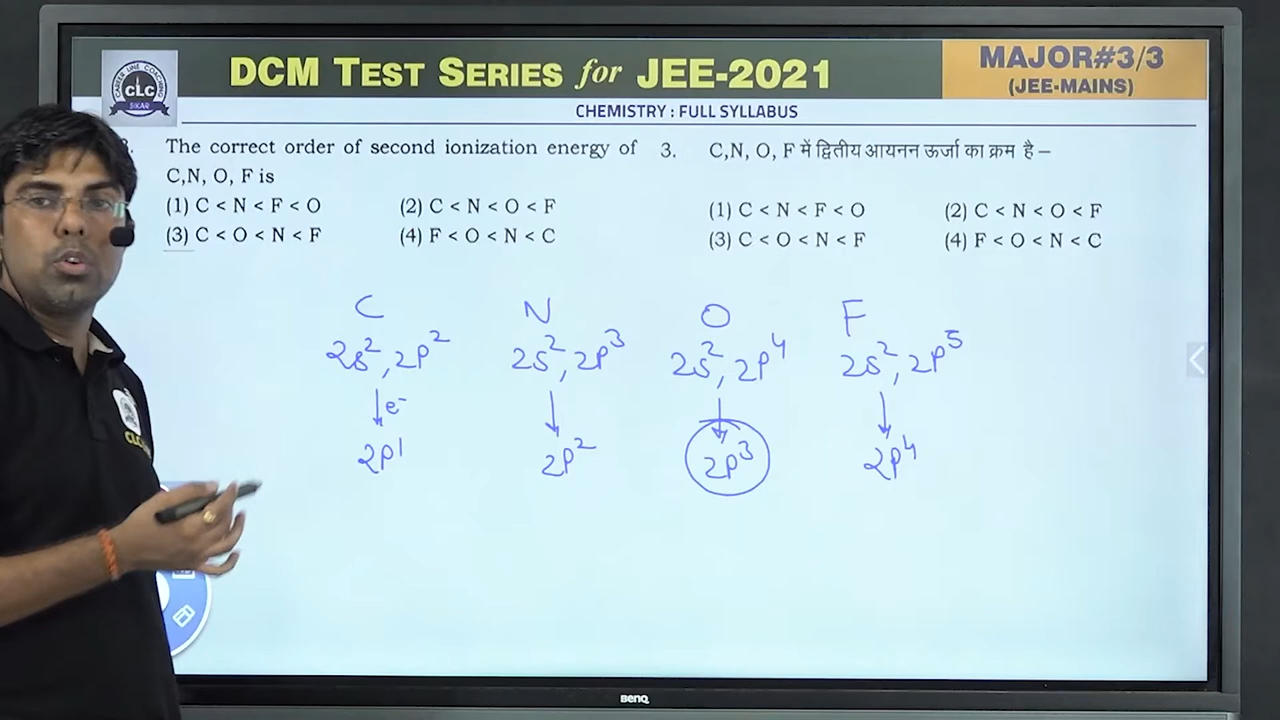 DCM TEST SERIES for JEE-2021
MAJOR#3/3
(JEE-MAINS)
CLC
SIKAR
CHEMISTRY : FULL SYLLABUS
The correct order of second ionization energy of
C,N, O, F is
(1) C < N < F < O (2) C < N < O < F
(3) C < O < N < F (4) F < O < N < C
3. C,N, O, F में द्वितीय आयनन ऊर्जा का क्रम है –
(1) C < N < F < O (2) C < N < O < F
(3) C < O < N < F (4) F < O < N < C
C N O F
2s², 2p² 2s², 2p³ 2s², 2p⁴ 2s², 2p⁵
e⁻
2p¹ 2p² 2p³ 2p⁴
BENQ